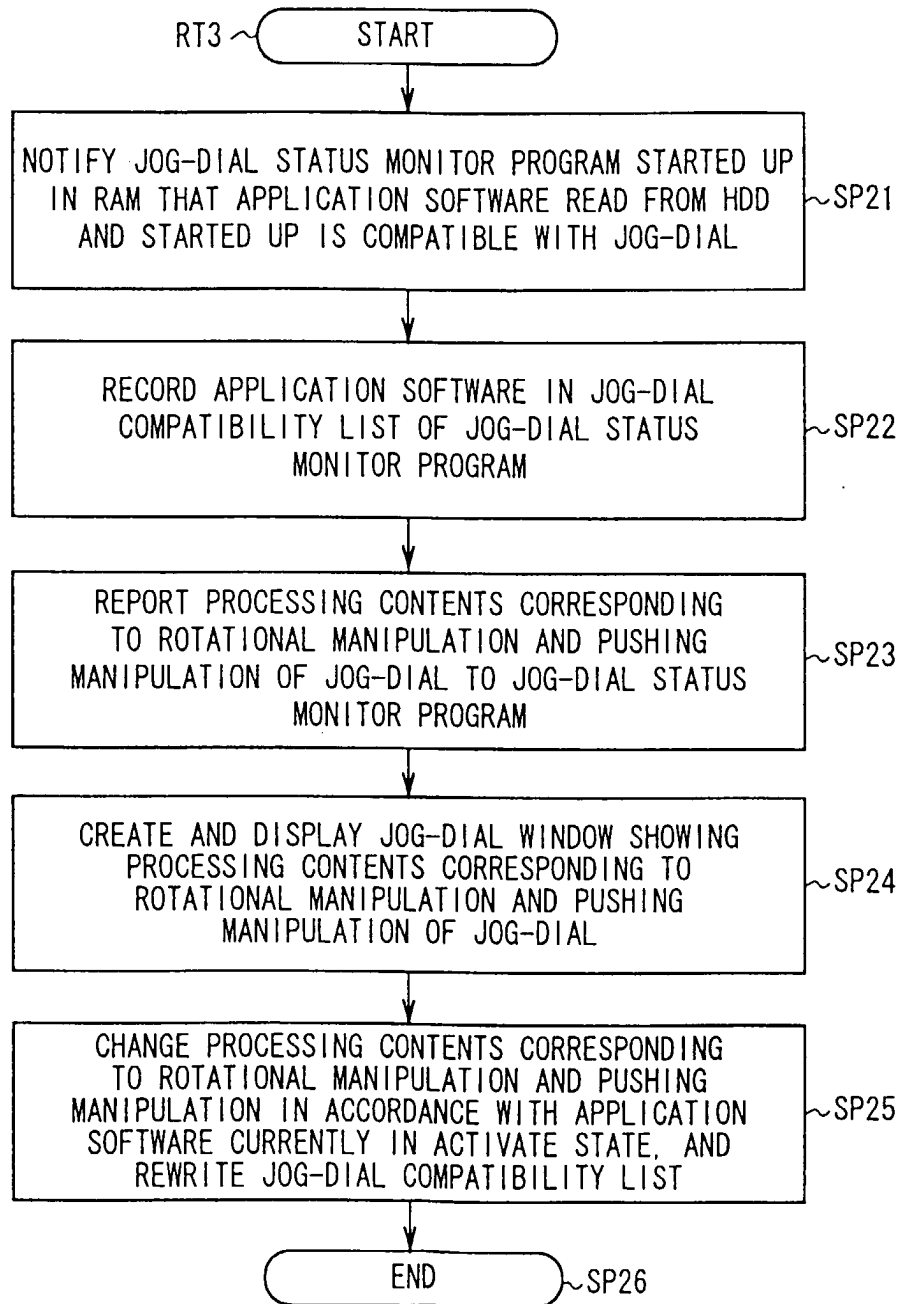 RT3 START
NOTIFY JOG-DIAL STATUS MONITOR PROGRAM STARTED UP
IN RAM THAT APPLICATION SOFTWARE READ FROM HDD
AND STARTED UP IS COMPATIBLE WITH JOG-DIAL
SP21
RECORD APPLICATION SOFTWARE IN JOG-DIAL
COMPATIBILITY LIST OF JOG-DIAL STATUS
MONITOR PROGRAM
SP22
REPORT PROCESSING CONTENTS CORRESPONDING
TO ROTATIONAL MANIPULATION AND PUSHING
MANIPULATION OF JOG-DIAL TO JOG-DIAL STATUS
MONITOR PROGRAM
SP23
CREATE AND DISPLAY JOG-DIAL WINDOW SHOWING
PROCESSING CONTENTS CORRESPONDING TO
ROTATIONAL MANIPULATION AND PUSHING
MANIPULATION OF JOG-DIAL
SP24
CHANGE PROCESSING CONTENTS CORRESPONDING
TO ROTATIONAL MANIPULATION AND PUSHING
MANIPULATION IN ACCORDANCE WITH APPLICATION
SOFTWARE CURRENTLY IN ACTIVATE STATE, AND
REWRITE JOG-DIAL COMPATIBILITY LIST
SP25
END SP26